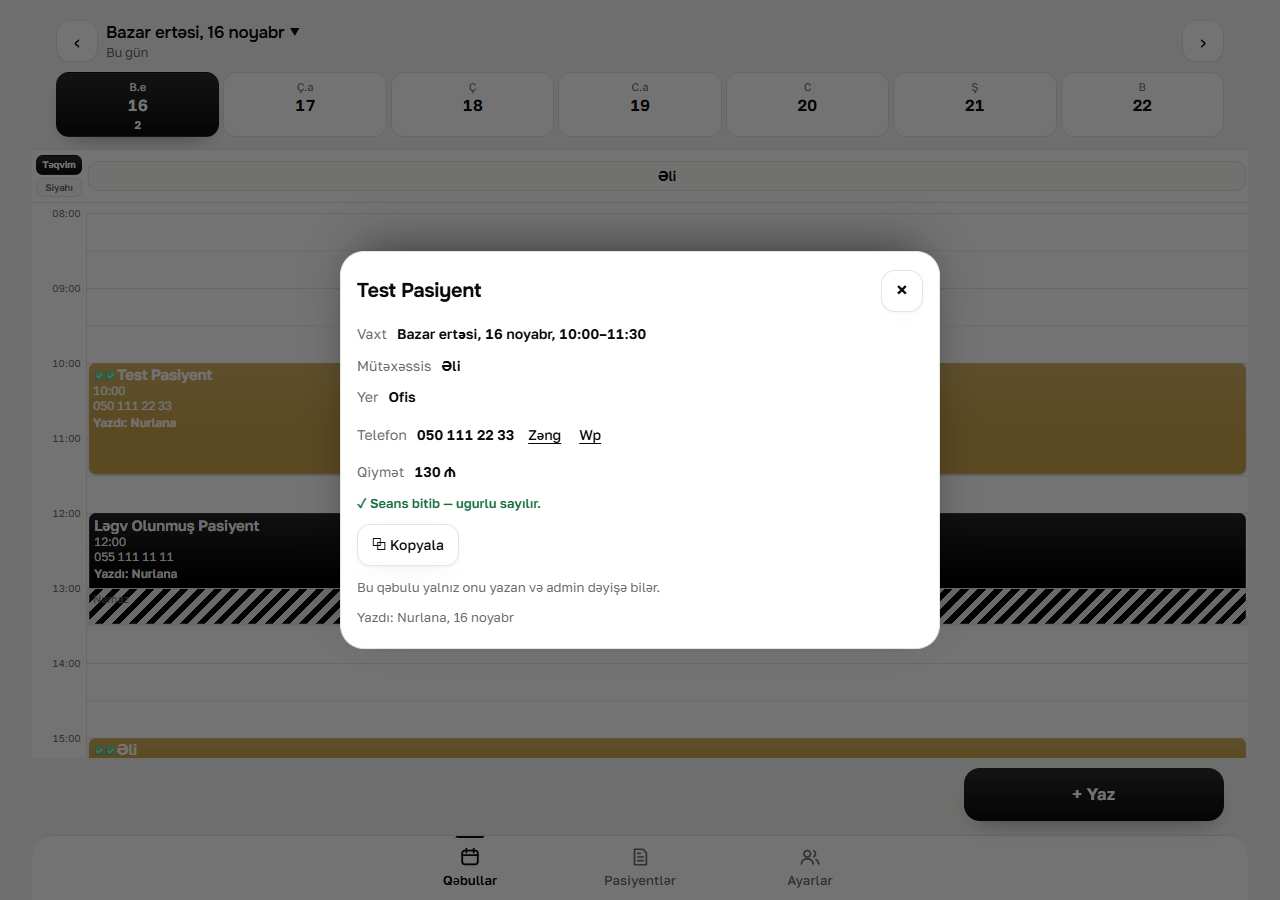 Bazar ertəsi, 16 noyabr ▼
Bu gün
B.e
16
2
Ç.a
17
Ç
18
C.a
19
C
20
Ş
21
B
22
Təqvim
Siyahı
Əli
08:00
09:00
10:00
11:00
12:00
13:00
14:00
15:00
Test Pasiyent
10:00
050 111 22 33
Yazdı: Nurlana
Ləğv Olunmuş Pasiyent
12:00
055 111 11 11
Yazdı: Nurlana
Əli
Test Pasiyent
×
Vaxt Bazar ertəsi, 16 noyabr, 10:00–11:30
Mütəxəssis Əli
Yer Ofis
Telefon 050 111 22 33 Zəng Wp
Qiymət 130 ₼
✓ Seans bitib — uğurlu sayılır.
Kopyala
Bu qəbulu yalnız onu yazan və admin dəyişə bilər.
Yazdı: Nurlana, 16 noyabr
+ Yaz
Qəbullar
Pasiyentlər
Ayarlar